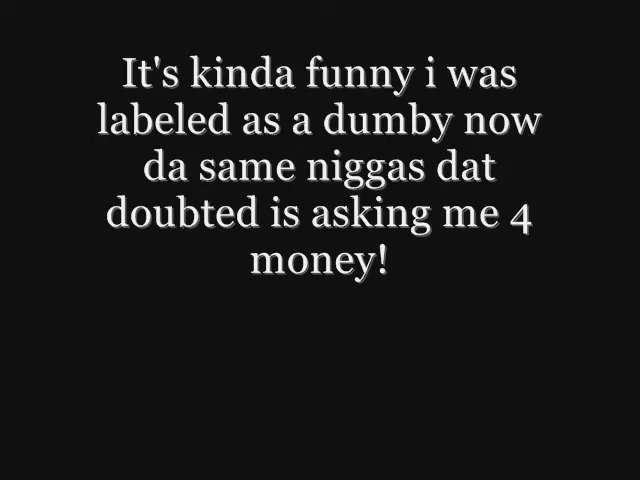 It's kinda funny i was
labeled as a dumby now
da same niggas dat
doubted is asking me 4
money!